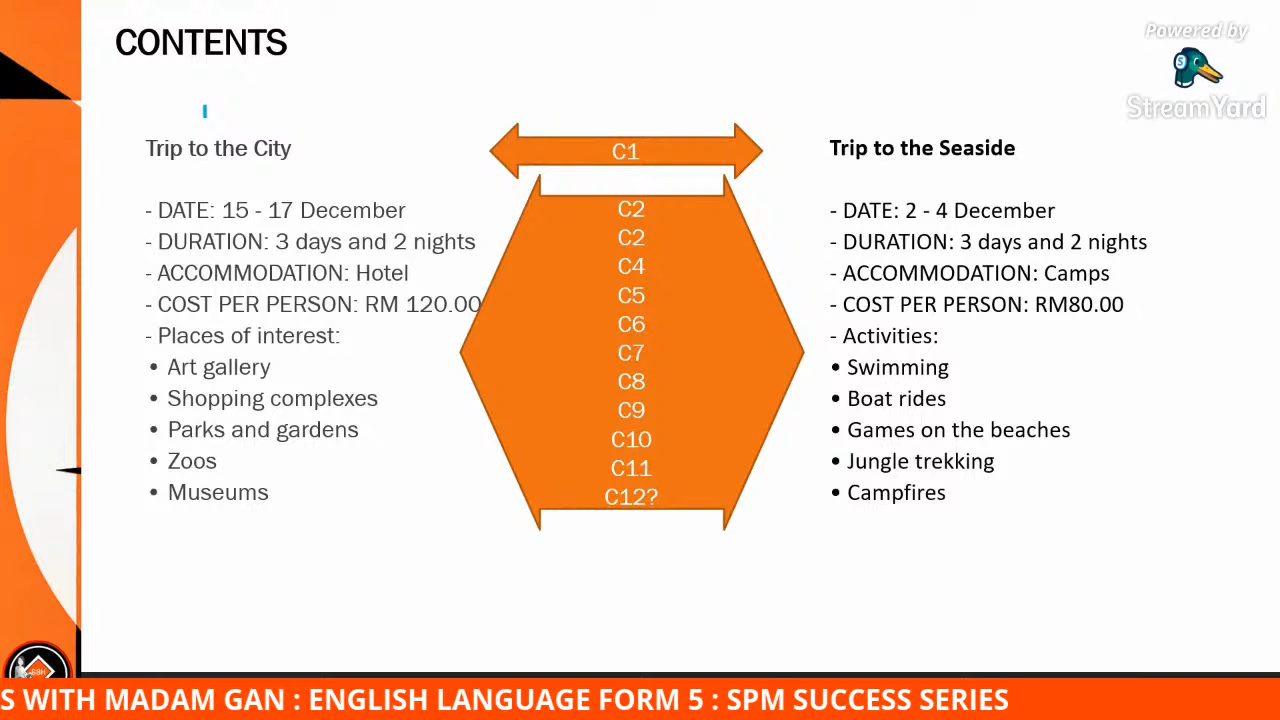 CONTENTS
Powered by
StreamYard
Trip to the City
- DATE: 15 - 17 December
- DURATION: 3 days and 2 nights
- ACCOMMODATION: Hotel
- COST PER PERSON: RM 120.00
- Places of interest:
• Art gallery
• Shopping complexes
• Parks and gardens
• Zoos
• Museums
C1
C2
C2
C4
C5
C6
C7
C8
C9
C10
C11
C12?
Trip to the Seaside
- DATE: 2 - 4 December
- DURATION: 3 days and 2 nights
- ACCOMMODATION: Camps
- COST PER PERSON: RM80.00
- Activities:
• Swimming
• Boat rides
• Games on the beaches
• Jungle trekking
• Campfires
S WITH MADAM GAN : ENGLISH LANGUAGE FORM 5 : SPM SUCCESS SERIES